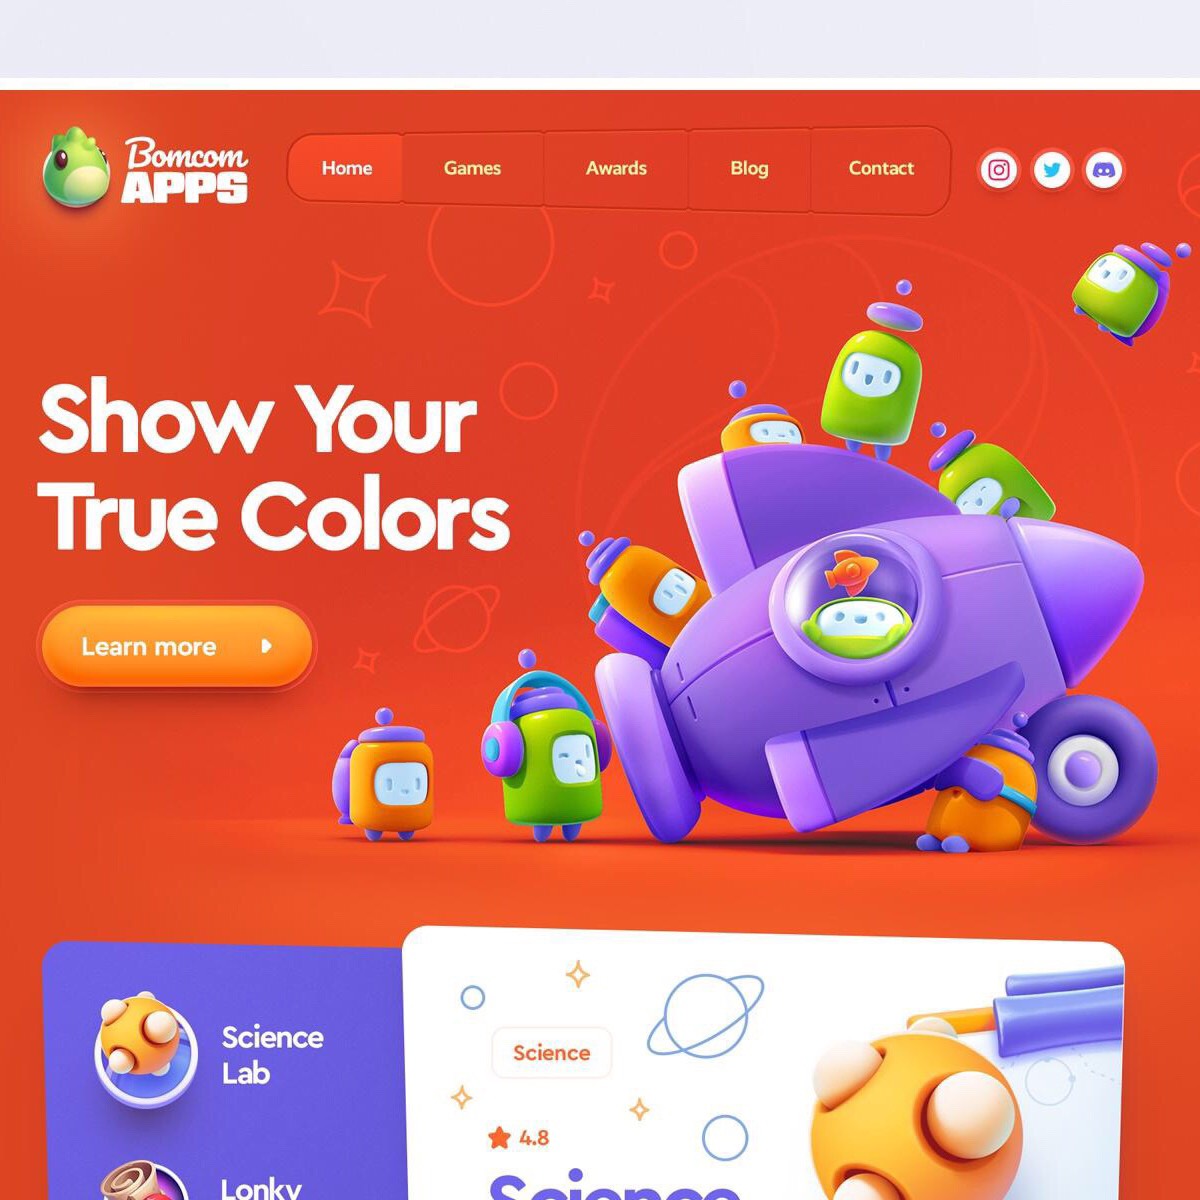 Bomcom
APPS
Home
Games
Awards
Blog
Contact
Show Your
True Colors
Learn more
Science
Lab
Science
4.8
Lonky
Science